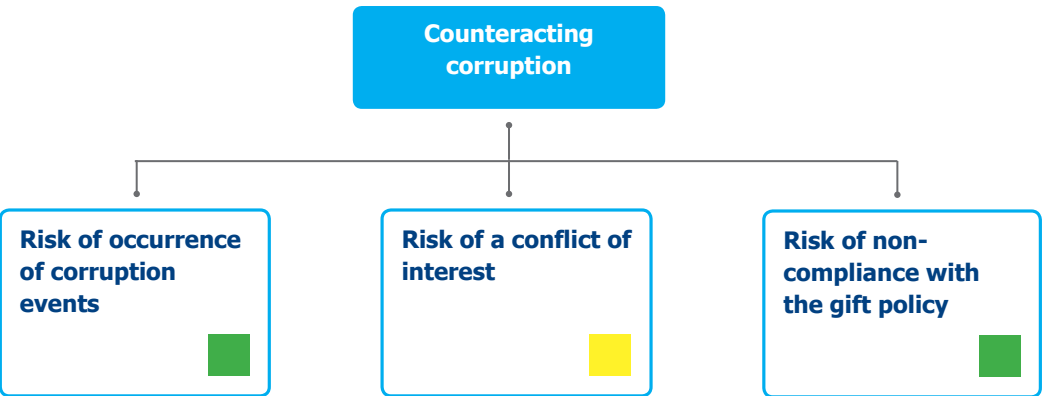 Counteracting
corruption
Risk of occurrence
of corruption
events
Risk of a conflict of
interest
Risk of non-
compliance with
the gift policy